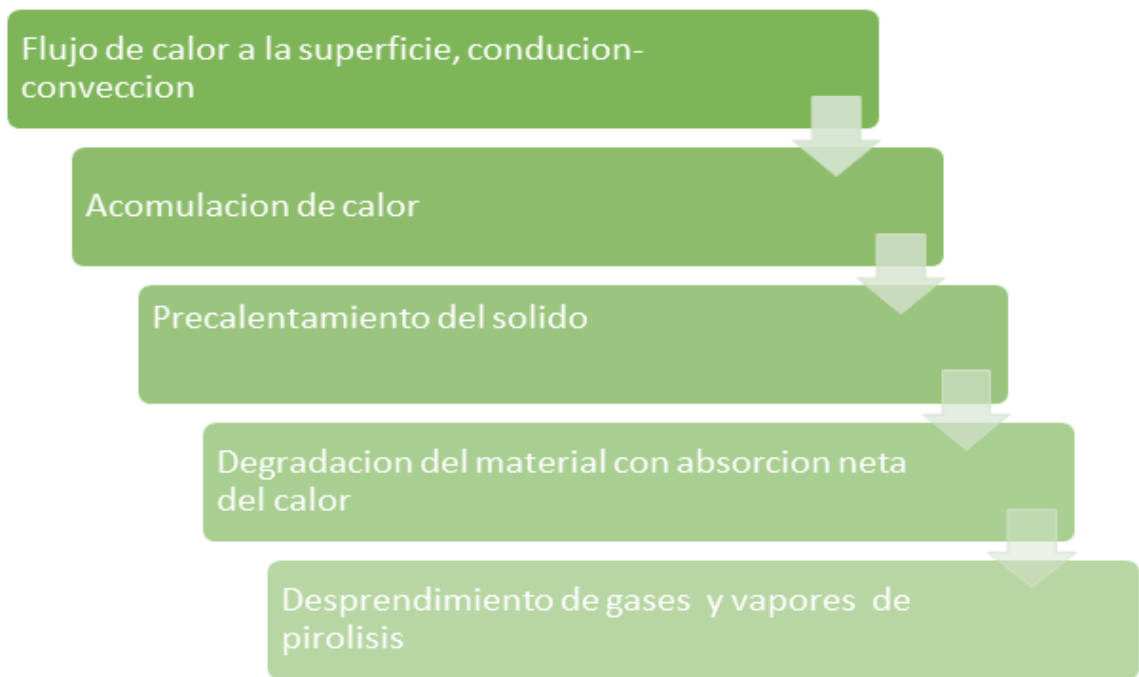 Flujo de calor a la superficie, conducion-
conveccion
Acomulacion de calor
Precalentamiento del solido
Degradacion del material con absorcion neta
del calor
Desprendimiento de gases y vapores de
pirolisis